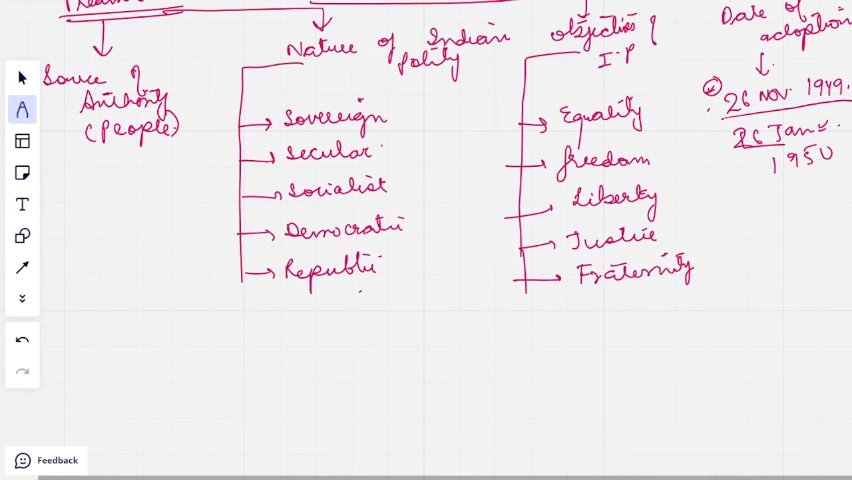 Source of
Anthority
(People)
Nature of Indian
Polity
Sovereign
Secular
Socialist
Democratic
Republic
Objectives of
I.P
Equality
freedom
Liberty
Justice
Fraternity
Date of
adoption
26 NOV. 1949.
26 Jan
1950
T
Feedback